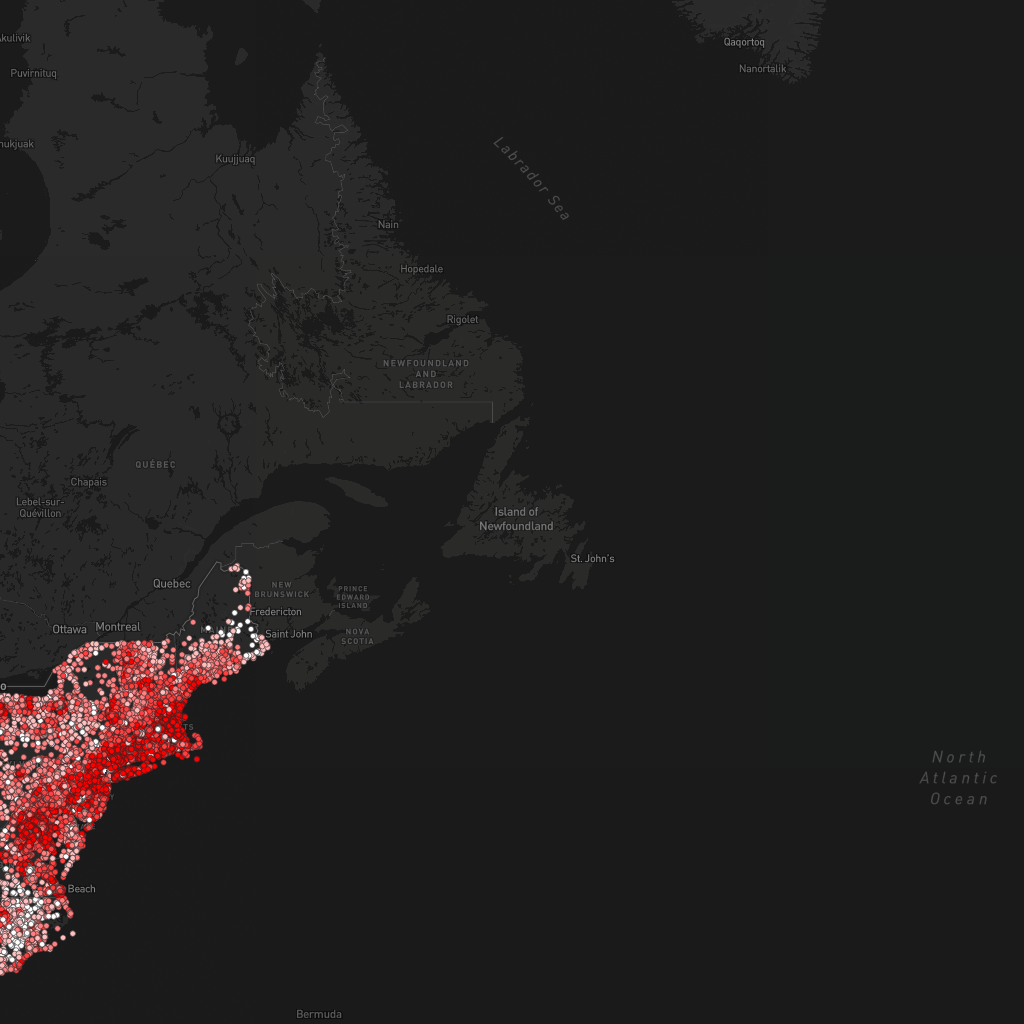 Qaqortoq
Puvirnituq
Nanortalik
Kuujjuaq
Labrador Sea
Nain
Hopedale
Rigolet
NEWFOUNDLAND
AND
LABRADOR
QUÉBEC
Chapais
Lebel-sur-
Quévillon
Island of
Newfoundland
St. John's
Quebec
NEW
BRUNSWICK
PRINCE
EDWARD
ISLAND
Fredericton
Ottawa
Montreal
Saint John
NOVA
SCOTIA
North
Atlantic
Ocean
Beach
Bermuda